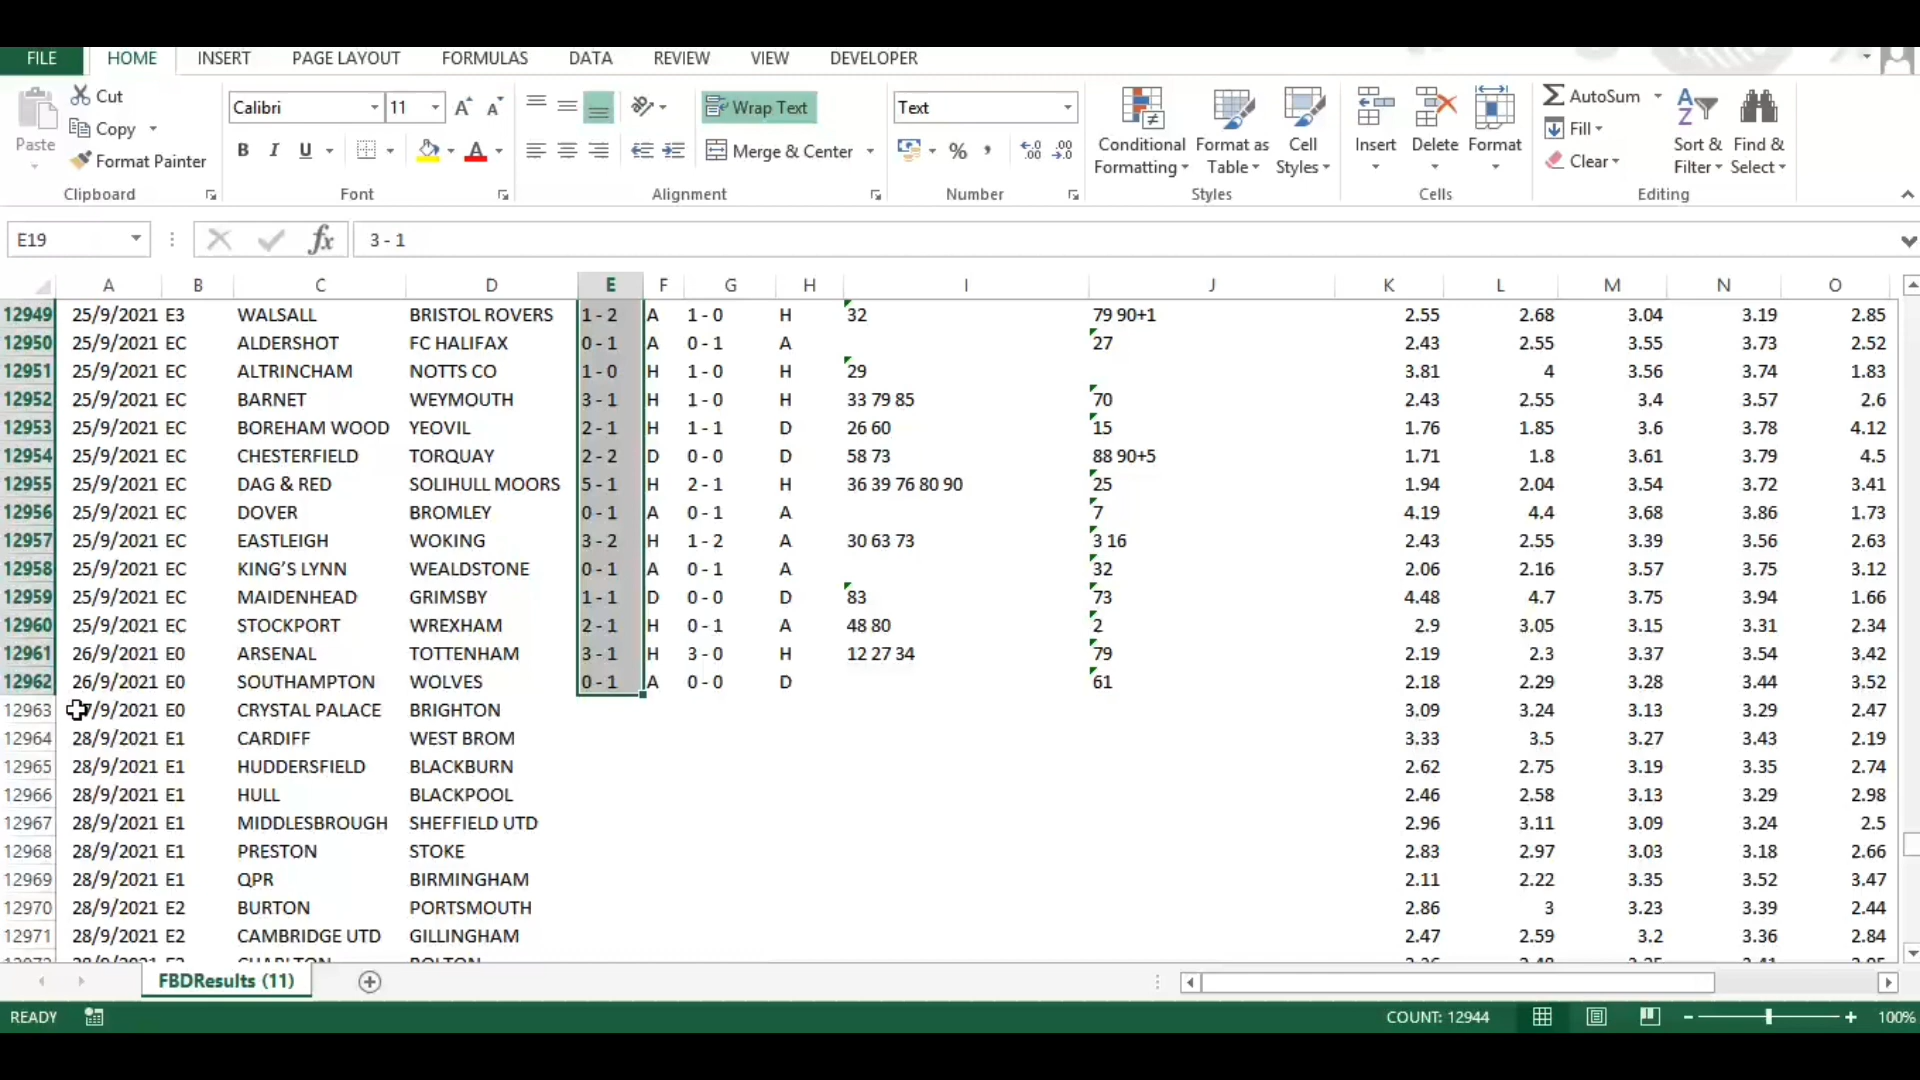 FILE HOME INSERT PAGE LAYOUT FORMULAS DATA REVIEW VIEW DEVELOPER
Paste Cut Copy Format Painter Clipboard
Calibri 11 A A B I U A Font
Wrap Text Merge & Center Alignment
Text % , .0 .00 .00 .0 Number
Conditional Formatting Format as Table Cell Styles Styles
Insert Delete Format Cells
AutoSum Fill Clear Sort & Filter Find & Select Editing
E19 fx 3 - 1
A B C D E F G H I J K L M N O
12949 25/9/2021 E3 WALSALL BRISTOL ROVERS 1 - 2 A 1 - 0 H 32 79 90+1 2.55 2.68 3.04 3.19 2.85
12950 25/9/2021 EC ALDERSHOT FC HALIFAX 0 - 1 A 0 - 1 A 27 2.43 2.55 3.55 3.73 2.52
12951 25/9/2021 EC ALTRINCHAM NOTTS CO 1 - 0 H 1 - 0 H 29 3.81 4 3.56 3.74 1.83
12952 25/9/2021 EC BARNET WEYMOUTH 3 - 1 H 1 - 0 H 33 79 85 70 2.43 2.55 3.4 3.57 2.6
12953 25/9/2021 EC BOREHAM WOOD YEOVIL 2 - 1 H 1 - 1 D 26 60 15 1.76 1.85 3.6 3.78 4.12
12954 25/9/2021 EC CHESTERFIELD TORQUAY 2 - 2 D 0 - 0 D 58 73 88 90+5 1.71 1.8 3.61 3.79 4.5
12955 25/9/2021 EC DAG & RED SOLIHULL MOORS 5 - 1 H 2 - 1 H 36 39 76 80 90 25 1.94 2.04 3.54 3.72 3.41
12956 25/9/2021 EC DOVER BROMLEY 0 - 1 A 0 - 1 A 7 4.19 4.4 3.68 3.86 1.73
12957 25/9/2021 EC EASTLEIGH WOKING 3 - 2 H 1 - 2 A 30 63 73 3 16 2.43 2.55 3.39 3.56 2.63
12958 25/9/2021 EC KING’S LYNN WEALDSTONE 0 - 1 A 0 - 1 A 32 2.06 2.16 3.57 3.75 3.12
12959 25/9/2021 EC MAIDENHEAD GRIMSBY 1 - 1 D 0 - 0 D 83 73 4.48 4.7 3.75 3.94 1.66
12960 25/9/2021 EC STOCKPORT WREXHAM 2 - 1 H 0 - 1 A 48 80 2 2.9 3.05 3.15 3.31 2.34
12961 26/9/2021 E0 ARSENAL TOTTENHAM 3 - 1 H 3 - 0 H 12 27 34 79 2.19 2.3 3.37 3.54 3.42
12962 26/9/2021 E0 SOUTHAMPTON WOLVES 0 - 1 A 0 - 0 D 61 2.18 2.29 3.28 3.44 3.52
12963 /9/2021 E0 CRYSTAL PALACE BRIGHTON 3.09 3.24 3.13 3.29 2.47
12964 28/9/2021 E1 CARDIFF WEST BROM 3.33 3.5 3.27 3.43 2.19
12965 28/9/2021 E1 HUDDERSFIELD BLACKBURN 2.62 2.75 3.19 3.35 2.74
12966 28/9/2021 E1 HULL BLACKPOOL 2.46 2.58 3.13 3.29 2.98
12967 28/9/2021 E1 MIDDLESBROUGH SHEFFIELD UTD 2.96 3.11 3.09 3.24 2.5
12968 28/9/2021 E1 PRESTON STOKE 2.83 2.97 3.03 3.18 2.66
12969 28/9/2021 E1 QPR BIRMINGHAM 2.11 2.22 3.35 3.52 3.47
12970 28/9/2021 E2 BURTON PORTSMOUTH 2.86 3 3.23 3.39 2.44
12971 28/9/2021 E2 CAMBRIDGE UTD GILLINGHAM 2.47 2.59 3.2 3.36 2.84
FBDResults (11)
READY COUNT: 12944 100%